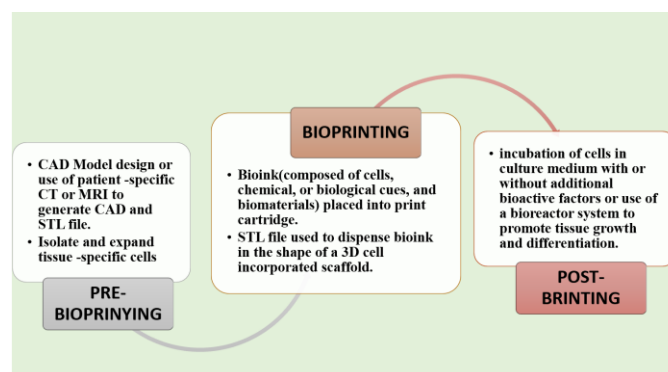 • CAD Model design or
use of patient -specific
CT or MRI to
generate CAD and
STL file.
• Isolate and expand
tissue -specific cells
PRE-
BIOPRINYING
BIOPRINTING
• Bioink(composed of cells,
chemical, or biological cues, and
biomaterials) placed into print
cartridge.
• STL file used to dispense bioink
in the shape of a 3D cell
incorporated scaffold.
• incubation of cells in
culture medium with or
without additional
bioactive factors or use of
a bioreactor system to
promote tissue growth
and differentiation.
POST-
BRINTING